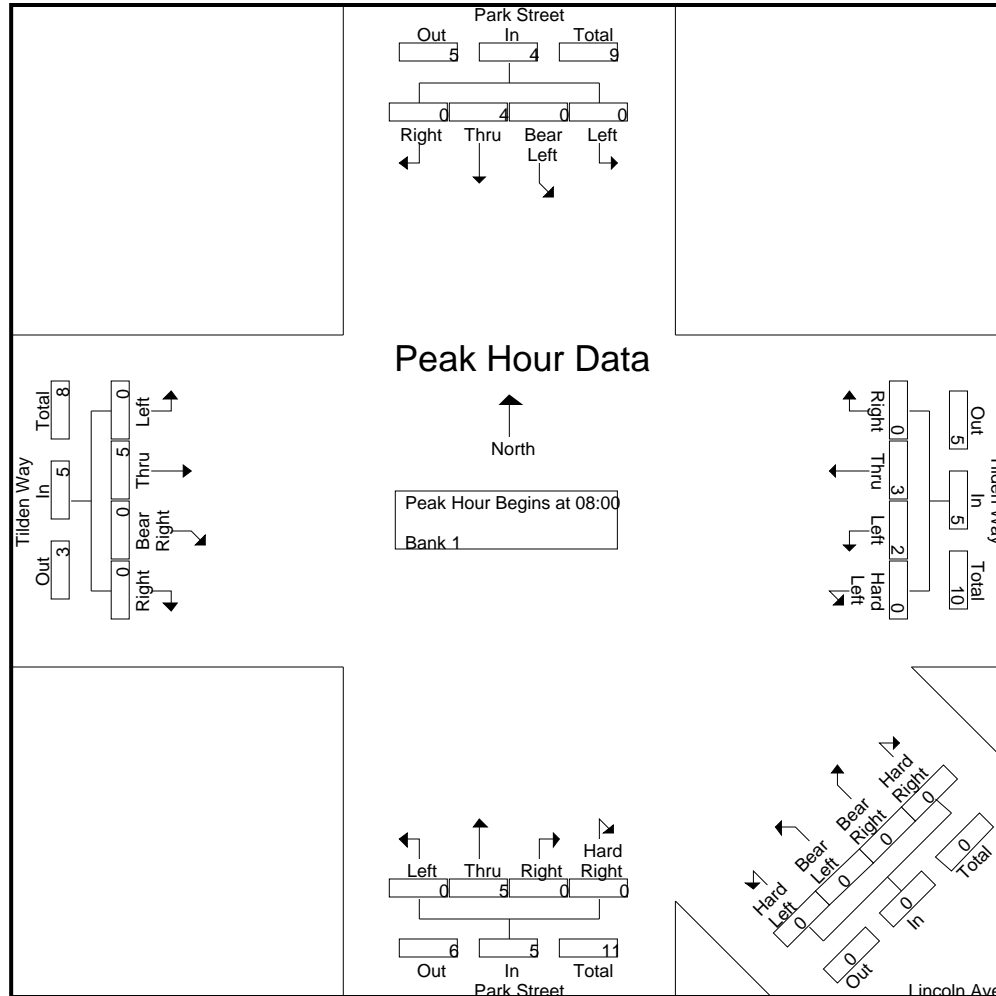 Park Street
Out In Total
5 4 9
0 4 0 0
Right Thru Bear Left Left
Peak Hour Data
North
Peak Hour Begins at 08:00
Bank 1
Tilden Way
Total In Out
8 5 3
0 5 0 0
Left Thru Bear Right Right
Right Thru Left Hard Left
0 3 2 0
Out In Total
5 5 10
Tilden Way
Left Thru Right Hard Right
0 5 0 0
6 5 11
Out In Total
Park Street
Hard Left Bear Left Bear Right Hard Right
0 0 0 0
0 0 0
Out In Total
Lincoln Ave